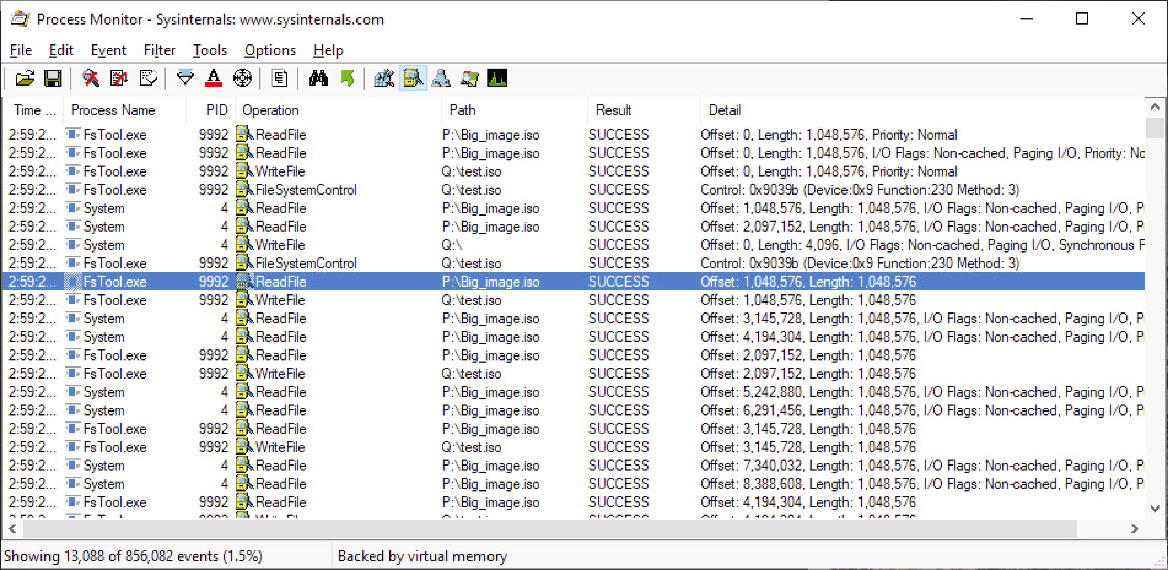 Process Monitor - Sysinternals: www.sysinternals.com
File Edit Event Filter Tools Options Help
Time ... Process Name PID Operation Path Result Detail
2:59:2... FsTool.exe 9992 ReadFile P:\Big_image.iso SUCCESS Offset: 0, Length: 1,048,576, Priority: Normal
2:59:2... FsTool.exe 9992 ReadFile P:\Big_image.iso SUCCESS Offset: 0, Length: 1,048,576, I/O Flags: Non-cached, Paging I/O, Priority: No
2:59:2... FsTool.exe 9992 WriteFile Q:\test.iso SUCCESS Offset: 0, Length: 1,048,576, Priority: Normal
2:59:2... FsTool.exe 9992 FileSystemControl Q:\test.iso SUCCESS Control: 0x9039b (Device:0x9 Function:230 Method: 3)
2:59:2... System 4 ReadFile P:\Big_image.iso SUCCESS Offset: 1,048,576, Length: 1,048,576, I/O Flags: Non-cached, Paging I/O, P
2:59:2... System 4 ReadFile P:\Big_image.iso SUCCESS Offset: 2,097,152, Length: 1,048,576, I/O Flags: Non-cached, Paging I/O, P
2:59:2... System 4 WriteFile Q:\ SUCCESS Offset: 0, Length: 4,096, I/O Flags: Non-cached, Paging I/O, Synchronous P
2:59:2... FsTool.exe 9992 FileSystemControl Q:\test.iso SUCCESS Control: 0x9039b (Device:0x9 Function:230 Method: 3)
2:59:2... FsTool.exe 9992 ReadFile P:\Big_image.iso SUCCESS Offset: 1,048,576, Length: 1,048,576
2:59:2... FsTool.exe 9992 WriteFile Q:\test.iso SUCCESS Offset: 1,048,576, Length: 1,048,576
2:59:2... System 4 ReadFile P:\Big_image.iso SUCCESS Offset: 3,145,728, Length: 1,048,576, I/O Flags: Non-cached, Paging I/O, P
2:59:2... System 4 ReadFile P:\Big_image.iso SUCCESS Offset: 4,194,304, Length: 1,048,576, I/O Flags: Non-cached, Paging I/O, P
2:59:2... FsTool.exe 9992 ReadFile P:\Big_image.iso SUCCESS Offset: 2,097,152, Length: 1,048,576
2:59:2... FsTool.exe 9992 WriteFile Q:\test.iso SUCCESS Offset: 2,097,152, Length: 1,048,576
2:59:2... System 4 ReadFile P:\Big_image.iso SUCCESS Offset: 5,242,880, Length: 1,048,576, I/O Flags: Non-cached, Paging I/O, P
2:59:2... System 4 ReadFile P:\Big_image.iso SUCCESS Offset: 6,291,456, Length: 1,048,576, I/O Flags: Non-cached, Paging I/O, P
2:59:2... FsTool.exe 9992 ReadFile P:\Big_image.iso SUCCESS Offset: 3,145,728, Length: 1,048,576
2:59:2... FsTool.exe 9992 WriteFile Q:\test.iso SUCCESS Offset: 3,145,728, Length: 1,048,576
2:59:2... System 4 ReadFile P:\Big_image.iso SUCCESS Offset: 7,340,032, Length: 1,048,576, I/O Flags: Non-cached, Paging I/O, P
2:59:2... System 4 ReadFile P:\Big_image.iso SUCCESS Offset: 8,388,608, Length: 1,048,576, I/O Flags: Non-cached, Paging I/O, P
2:59:2... FsTool.exe 9992 ReadFile P:\Big_image.iso SUCCESS Offset: 4,194,304, Length: 1,048,576
Showing 13,088 of 856,082 events (1.5%) Backed by virtual memory